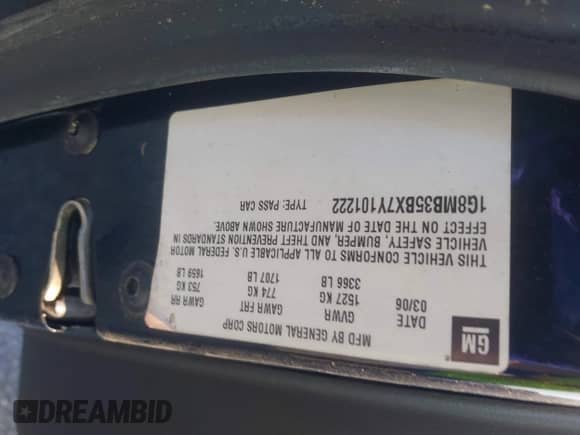 GM
MFD BY GENERAL MOTORS CORP
DATE GVWR GAWR FRT GAWR RR
03/06 1527 KG 774 KG 753 KG
3366 LB 1707 LB 1659 LB
THIS VEHICLE CONFORMS TO ALL APPLICABLE U.S. FEDERAL MOTOR
VEHICLE SAFETY, BUMPER, AND THEFT PREVENTION STANDARDS IN
EFFECT ON THE DATE OF MANUFACTURE SHOWN ABOVE.
1G8MB35BX7Y101222 TYPE: PASS CAR
DREAMBID